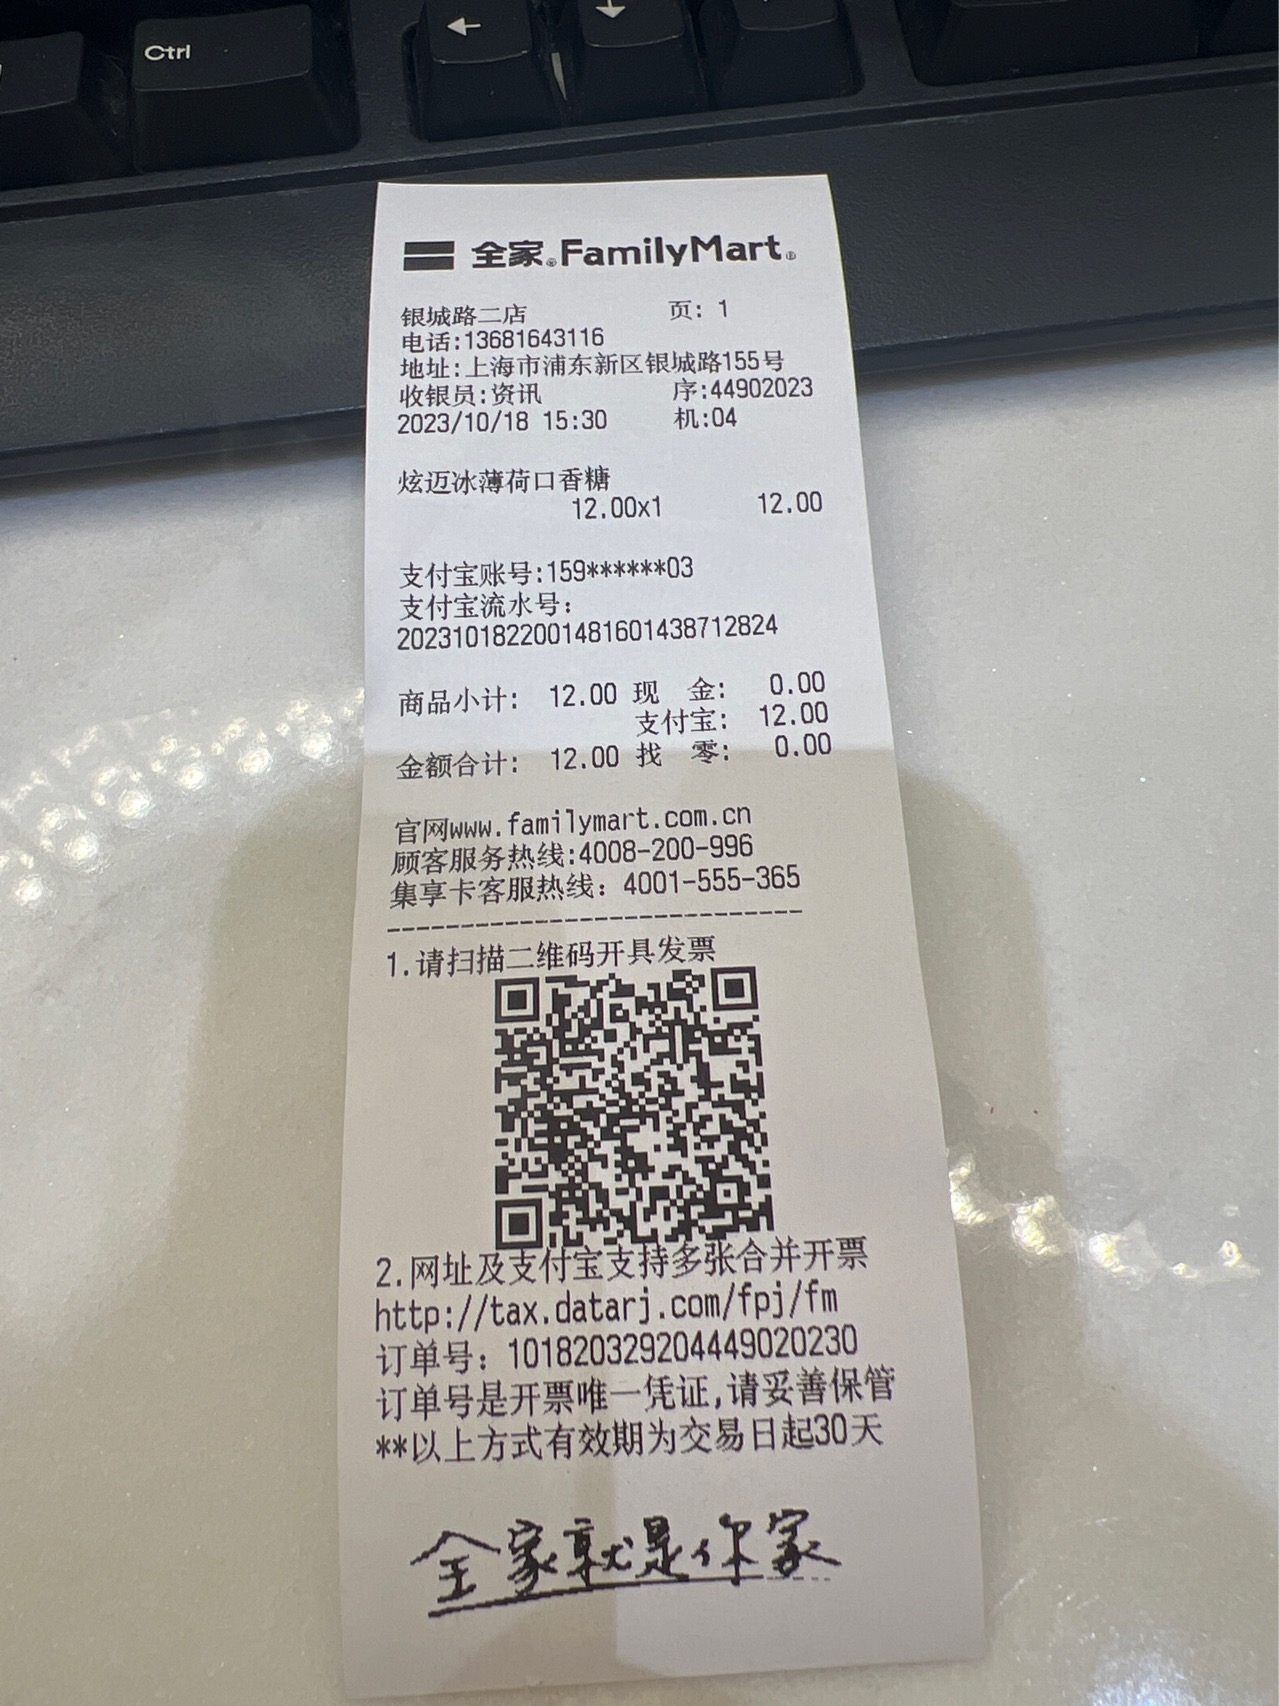 Ctrl
全家®FamilyMart
银城路二店 页: 1
电话:13681643116
地址:上海市浦东新区银城路155号
收银员:资讯 序:44902023
2023/10/18 15:30 机:04
炫迈冰薄荷口香糖
12.00x1 12.00
支付宝账号:159******03
支付宝流水号:
2023101822001481601438712824
商品小计: 12.00 现 金: 0.00
支付宝: 12.00
金额合计: 12.00 找 零: 0.00
官网www.familymart.com.cn
顾客服务热线:4008-200-996
集享卡客服热线: 4001-555-365
1.请扫描二维码开具发票
2.网址及支付宝支持多张合并开票
http://tax.datarj.com/fpj/fm
订单号: 101820329204449020230
订单号是开票唯一凭证,请妥善保管
**以上方式有效期为交易日起30天
全家就是你家